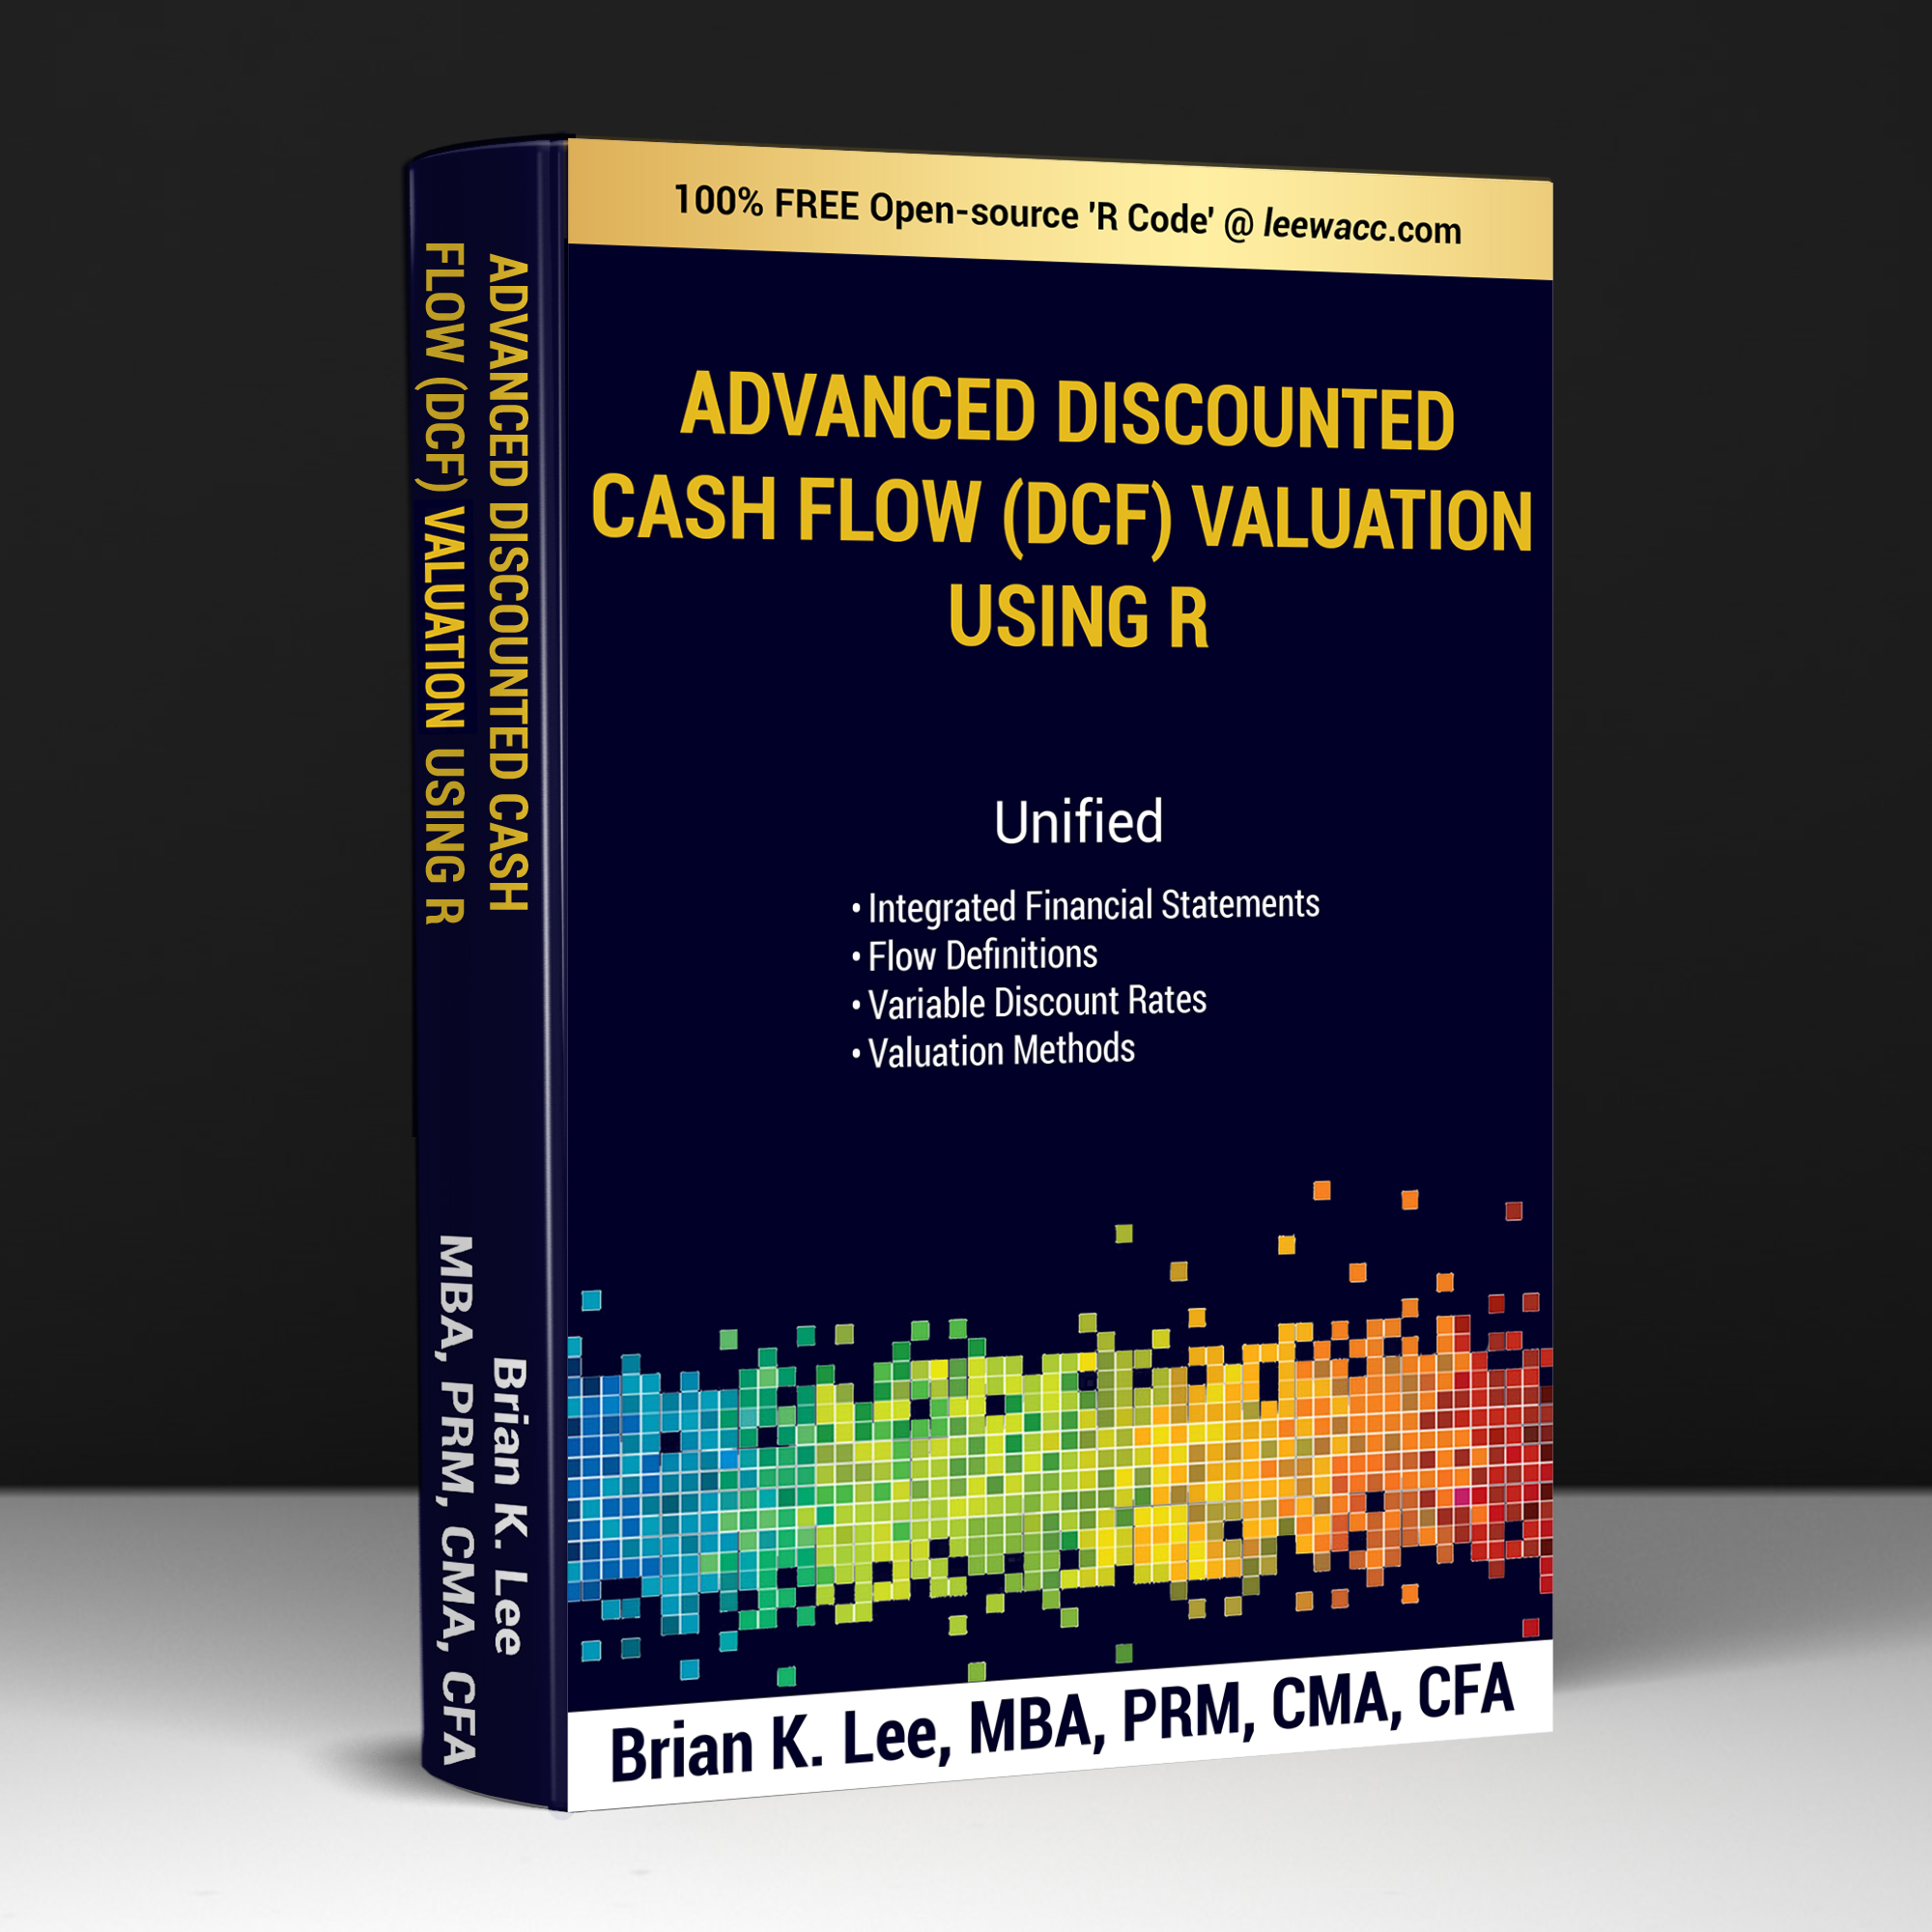 ADVANCED DISCOUNTED CASH
FLOW (DCF) VALUATION USING R
Brian K. Lee
MBA, PRM, CMA, CFA
100% FREE Open-source 'R Code' @ leewacc.com
ADVANCED DISCOUNTED
CASH FLOW (DCF) VALUATION
USING R
Unified
• Integrated Financial Statements
• Flow Definitions
• Variable Discount Rates
• Valuation Methods
Brian K. Lee, MBA, PRM, CMA, CFA